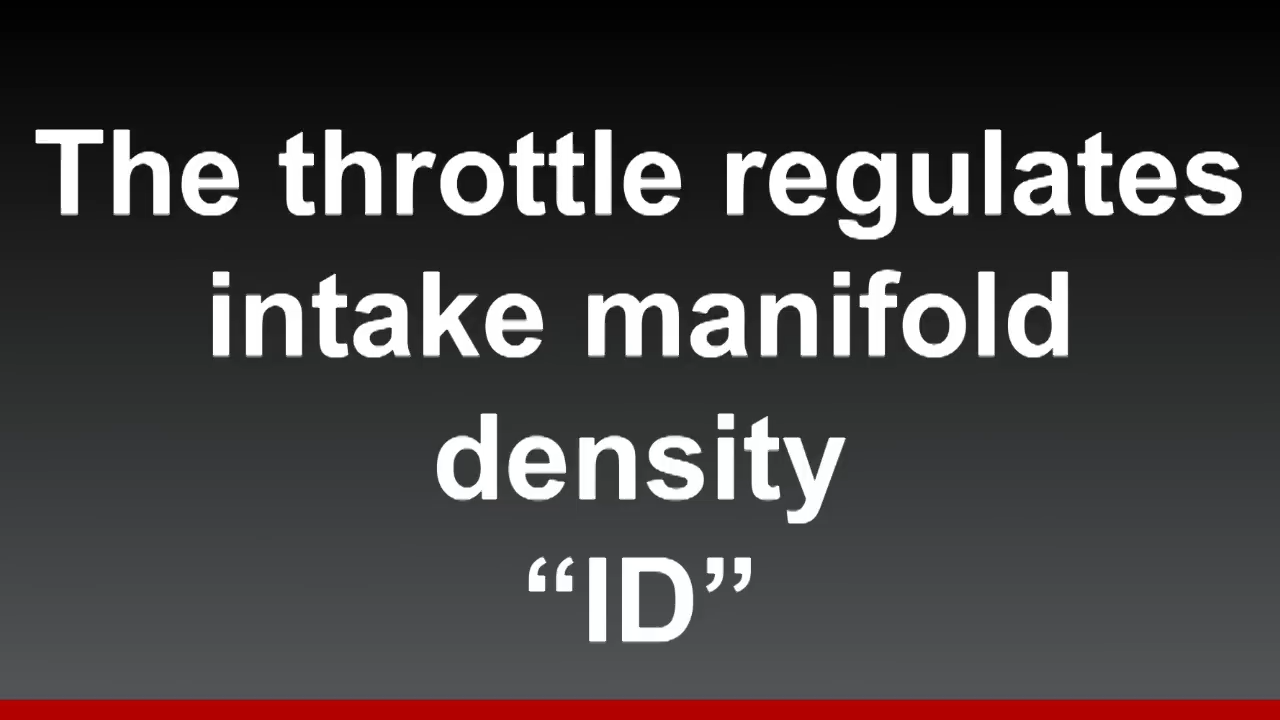 The throttle regulates
intake manifold
density
“ID”